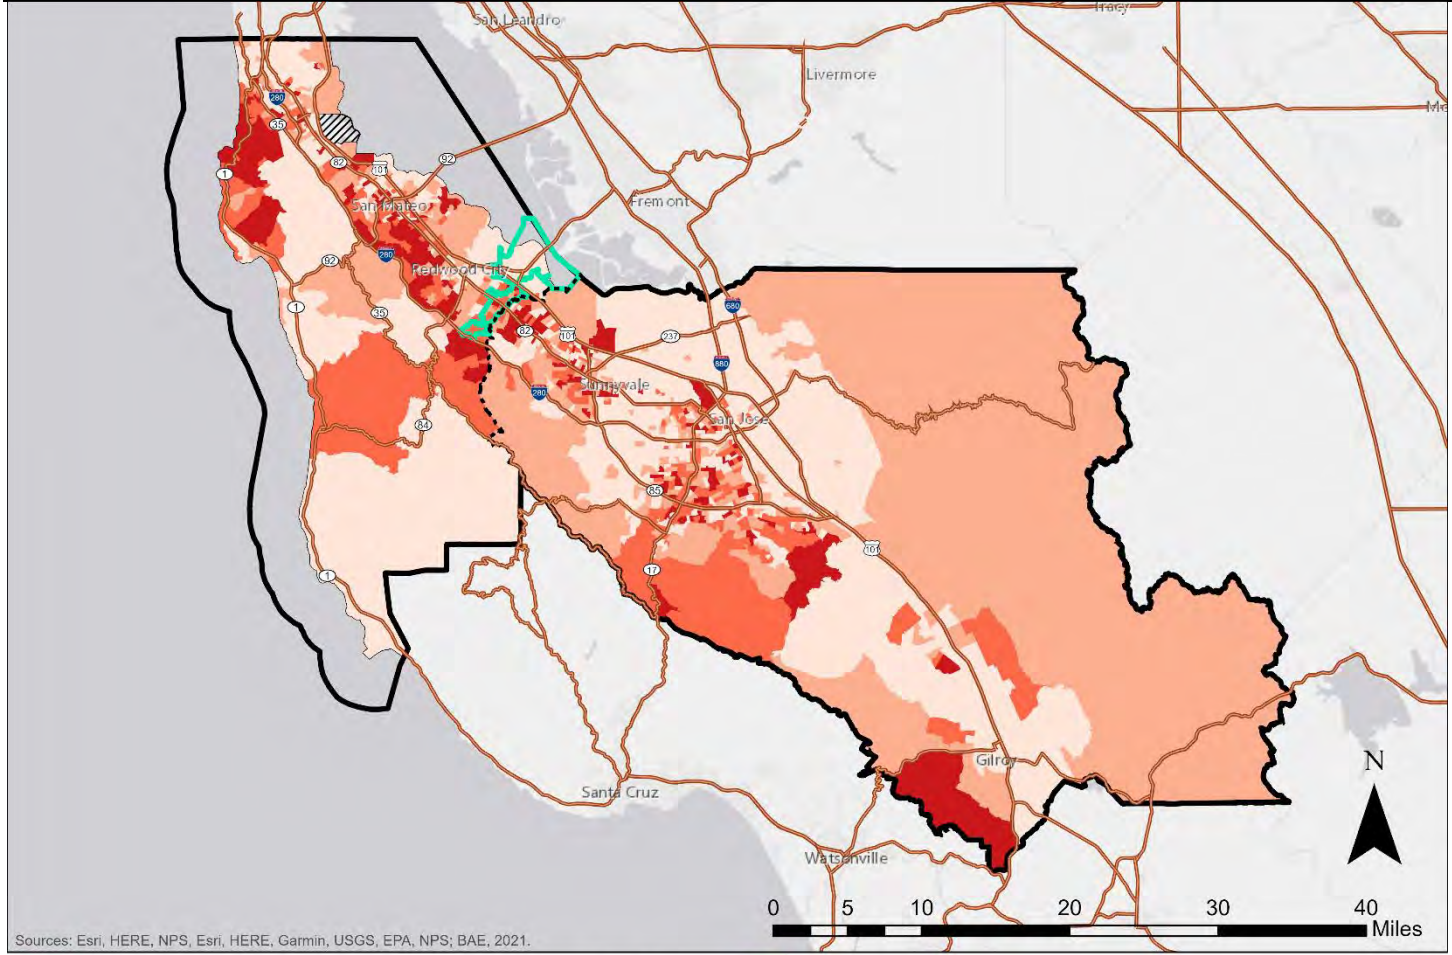 San Leandro
Tracy
Livermore
280
35
82
101
92
1
San Mateo
Fremont
280
92
Redwood City
1
35
82
101
237
680
880
280
Sunnyvale
San Jose
84
85
101
1
17
Gilroy
N
Santa Cruz
Watsonville
0 5 10 20 30 40
Miles
Sources: Esri, HERE, NPS, Esri, HERE, Garmin, USGS, EPA, NPS; BAE, 2021.